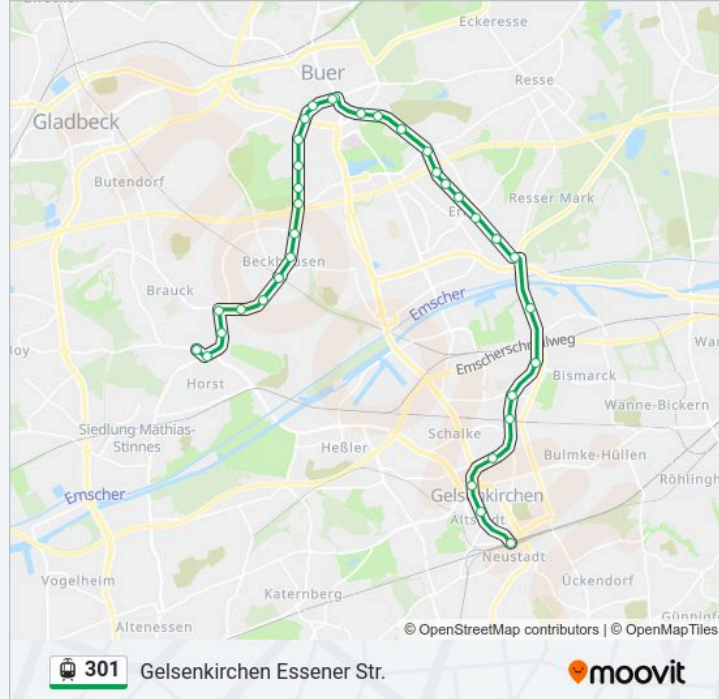 Eckeresse
Buer
Resse
Gladbeck
Butendorf
Resser Mark
Beckhausen
Brauck
Emscher
Emscherschnellweg
Horst
Bismarck
Wanne-Bickern
Siedlung Mathias-
Stinnes
Heßler
Schalke
Bulmke-Hüllen
Röhlingh
Emscher
Gelsenkirchen
Altstadt
Neustadt
Vogelheim
Katernberg
Ückendorf
Altenessen
© OpenStreetMap contributors | © OpenMapTiles
301
Gelsenkirchen Essener Str.
moovit